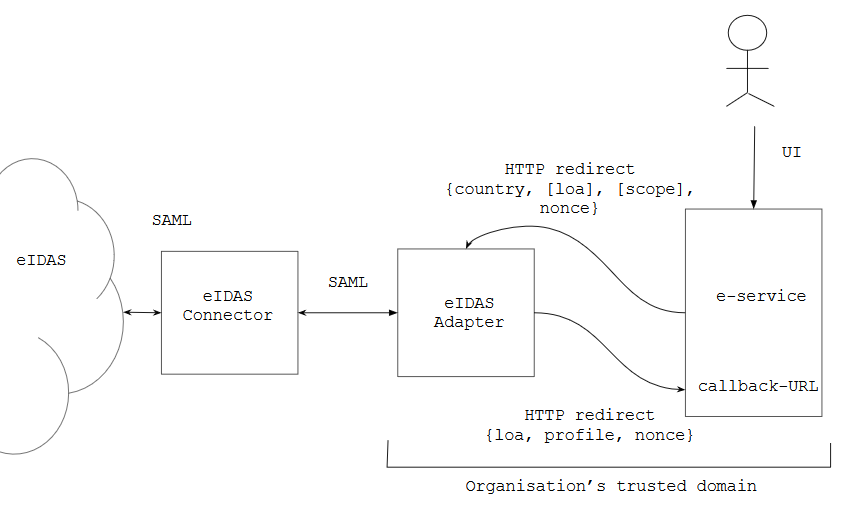 UI
HTTP redirect
{country, [loa], [scope],
nonce}
SAML
eIDAS
SAML
eIDAS
Connector
eIDAS
Adapter
e-service
callback-URL
HTTP redirect
{loa, profile, nonce}
Organisation’s trusted domain